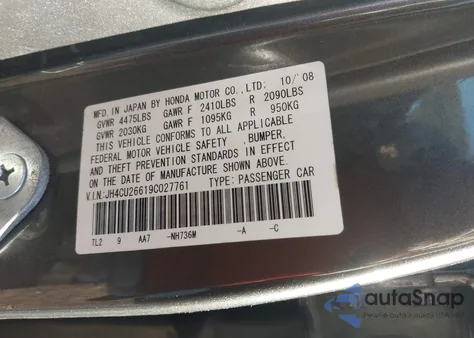 MFD. IN JAPAN BY HONDA MOTOR CO.,LTD: 10/'08
GVWR 4475LBS GAWR F 2410LBS R 2090LBS
GVWR 2030KG GAWR F 1095KG R 950KG
THIS VEHICLE CONFORMS TO ALL APPLICABLE
FEDERAL MOTOR VEHICLE SAFETY ,BUMPER,
AND THEFT PREVENTION STANDARDS IN EFFECT
ON THE DATE OF MANUFACTURE SHOWN ABOVE.
V.I.N:JH4CU26619C027761 TYPE: PASSENGER CAR
TL2 9 AA7 -NH736M -A -C
autoSnap